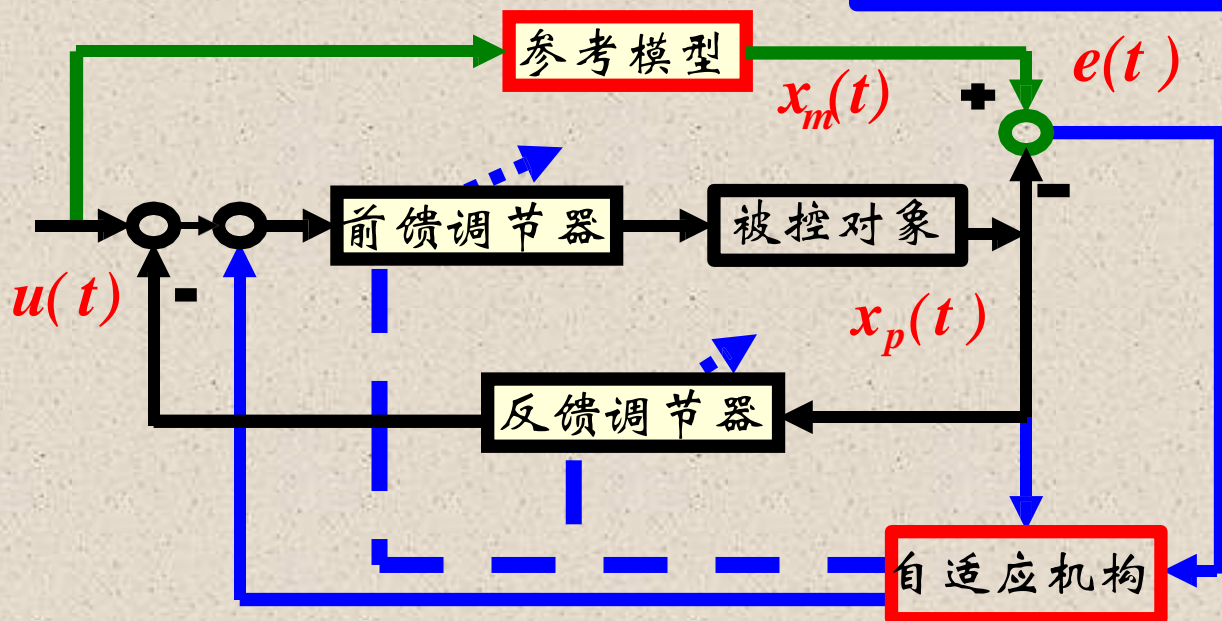 参考模型
e(t)
x_m(t)
+
-
前馈调节器
被控对象
u(t)
-
x_p(t)
反馈调节器
自适应机构